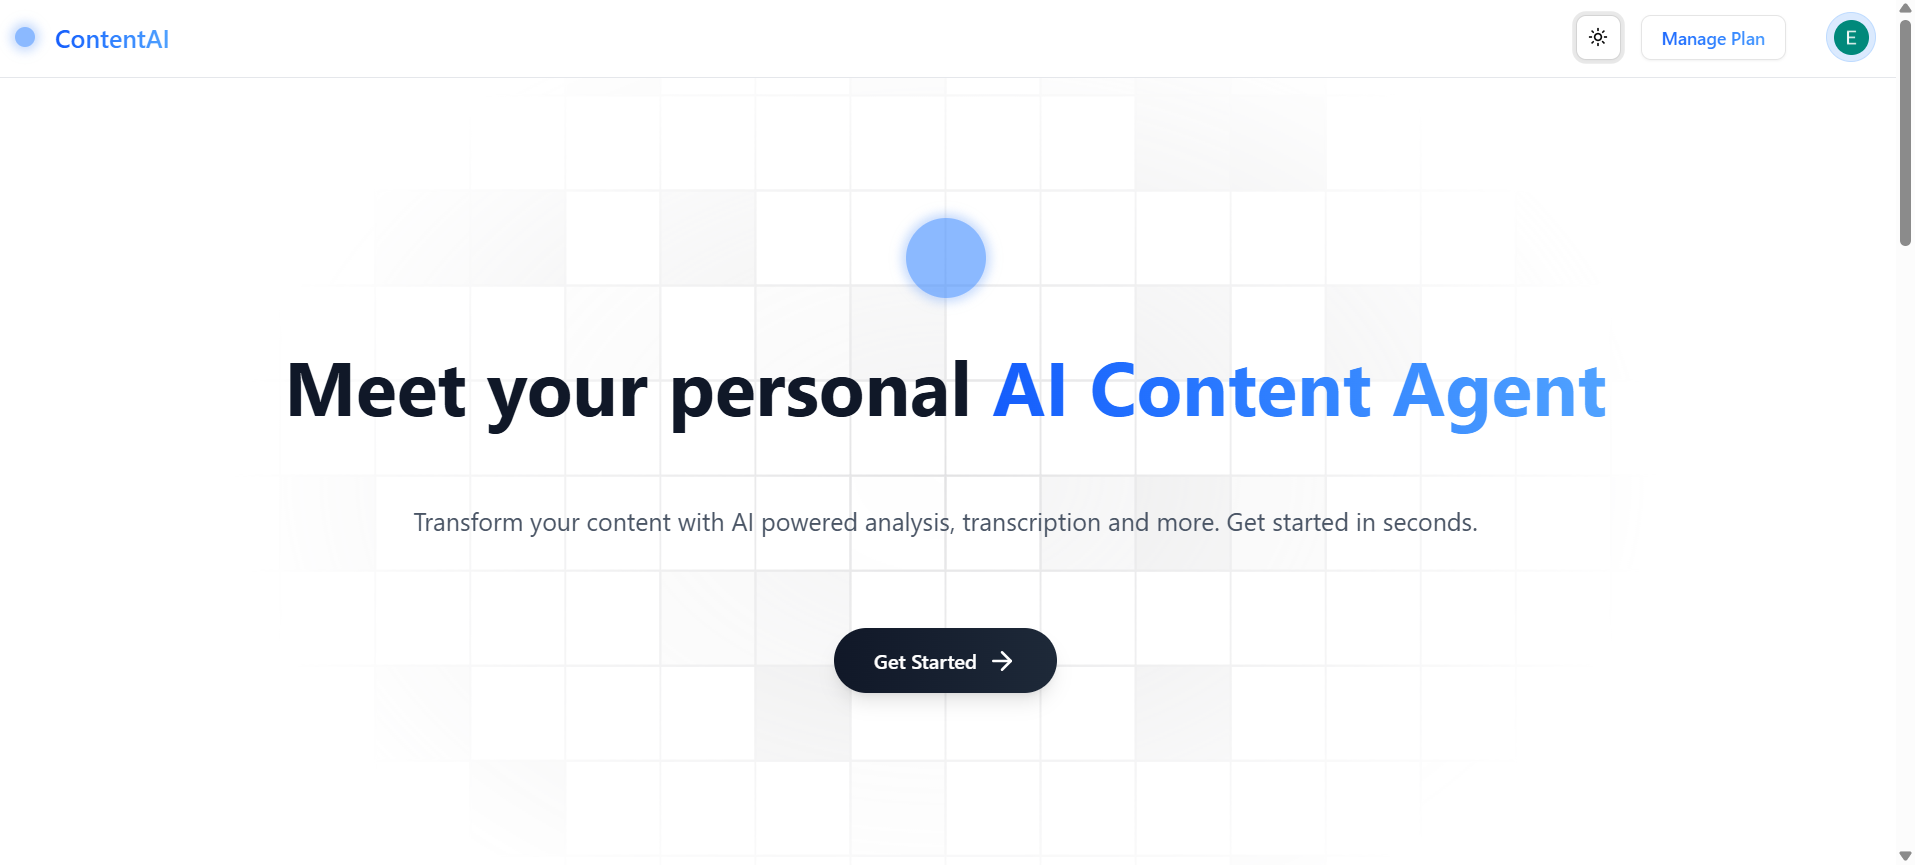 ContentAI
Manage Plan
E
Meet your personal AI Content Agent
Transform your content with AI powered analysis, transcription and more. Get started in seconds.
Get Started